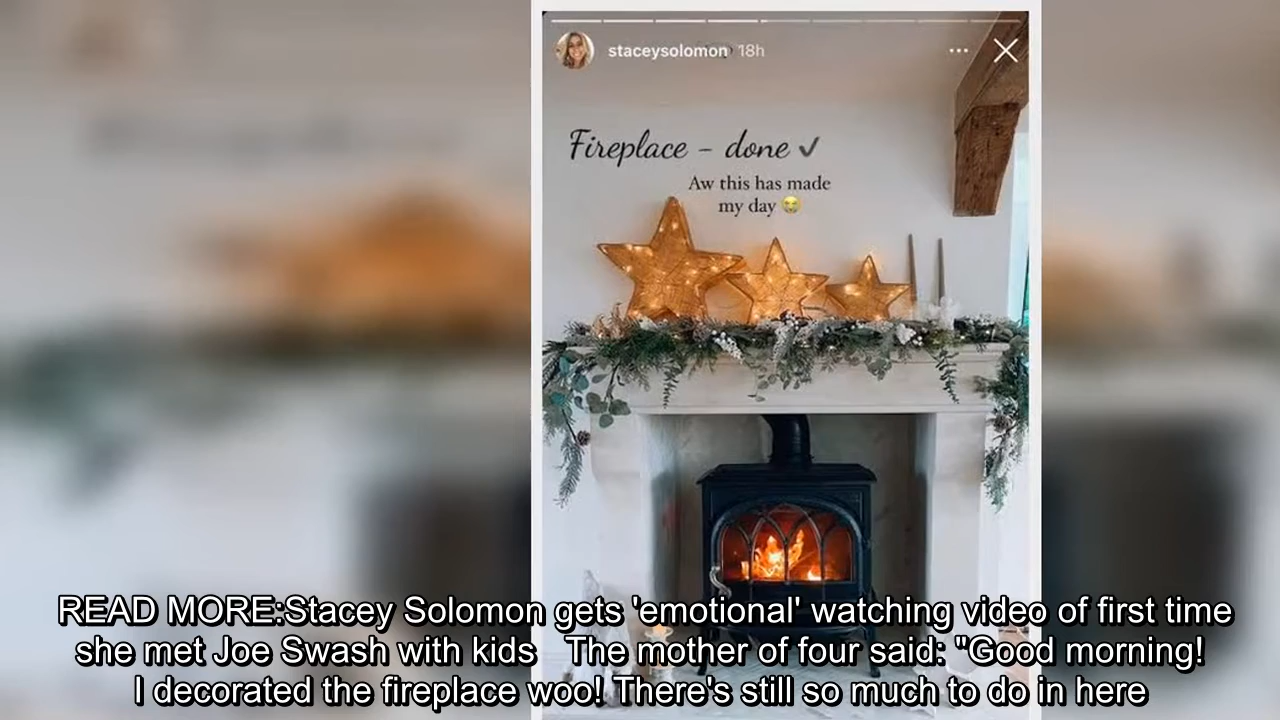 staceysolomon 18h
Fireplace - done ✔
Aw this has made
my day 😭
READ MORE:Stacey Solomon gets 'emotional' watching video of first time
she met Joe Swash with kids The mother of four said: "Good morning!
I decorated the fireplace woo! There's still so much to do in here